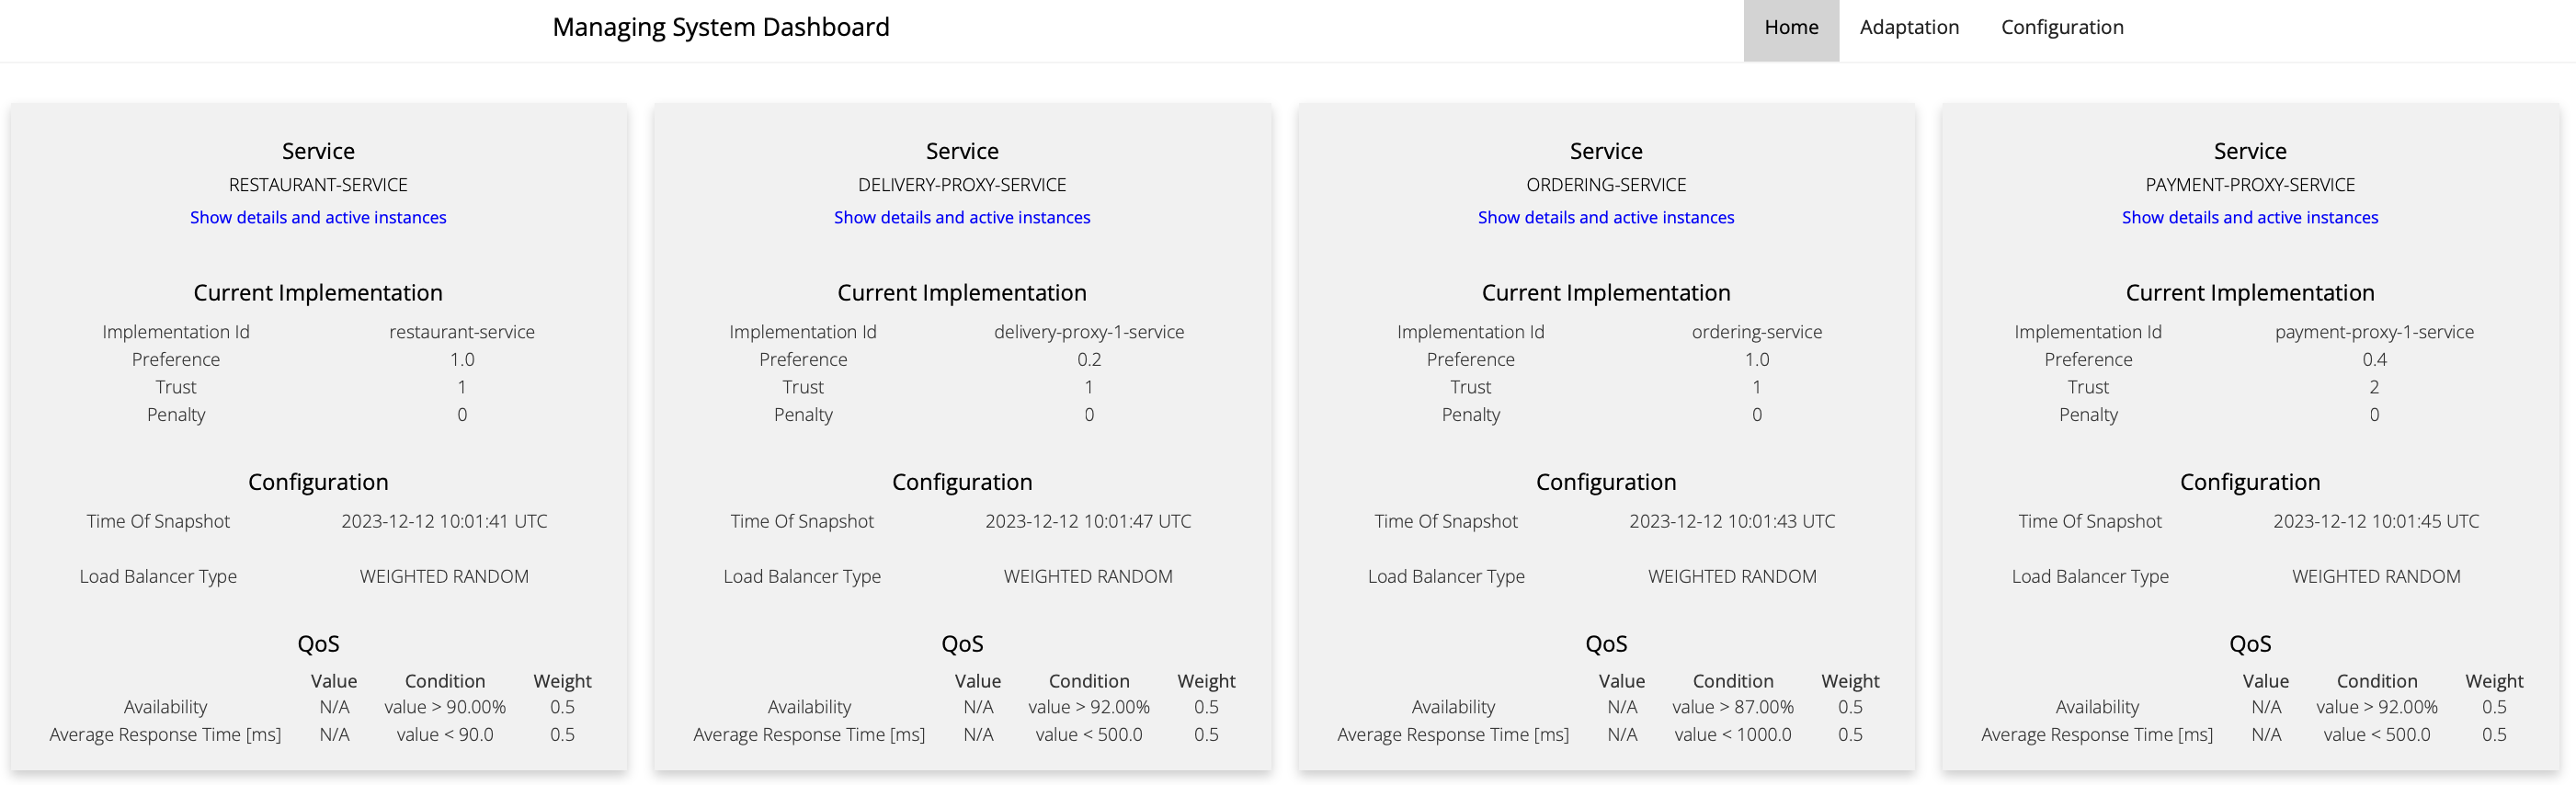 Managing System Dashboard
Home Adaptation Configuration
Service
RESTAURANT-SERVICE
Show details and active instances
Current Implementation
Implementation Id restaurant-service
Preference 1.0
Trust 1
Penalty 0
Configuration
Time Of Snapshot 2023-12-12 10:01:41 UTC
Load Balancer Type WEIGHTED RANDOM
QoS
Value Condition Weight
Availability N/A value > 90.00% 0.5
Average Response Time [ms] N/A value < 90.0 0.5
Service
DELIVERY-PROXY-SERVICE
Show details and active instances
Current Implementation
Implementation Id delivery-proxy-1-service
Preference 0.2
Trust 1
Penalty 0
Configuration
Time Of Snapshot 2023-12-12 10:01:47 UTC
Load Balancer Type WEIGHTED RANDOM
QoS
Value Condition Weight
Availability N/A value > 92.00% 0.5
Average Response Time [ms] N/A value < 500.0 0.5
Service
ORDERING-SERVICE
Show details and active instances
Current Implementation
Implementation Id ordering-service
Preference 1.0
Trust 1
Penalty 0
Configuration
Time Of Snapshot 2023-12-12 10:01:43 UTC
Load Balancer Type WEIGHTED RANDOM
QoS
Value Condition Weight
Availability N/A value > 87.00% 0.5
Average Response Time [ms] N/A value < 1000.0 0.5
Service
PAYMENT-PROXY-SERVICE
Show details and active instances
Current Implementation
Implementation Id payment-proxy-1-service
Preference 0.4
Trust 2
Penalty 0
Configuration
Time Of Snapshot 2023-12-12 10:01:45 UTC
Load Balancer Type WEIGHTED RANDOM
QoS
Value Condition Weight
Availability N/A value > 92.00% 0.5
Average Response Time [ms] N/A value < 500.0 0.5